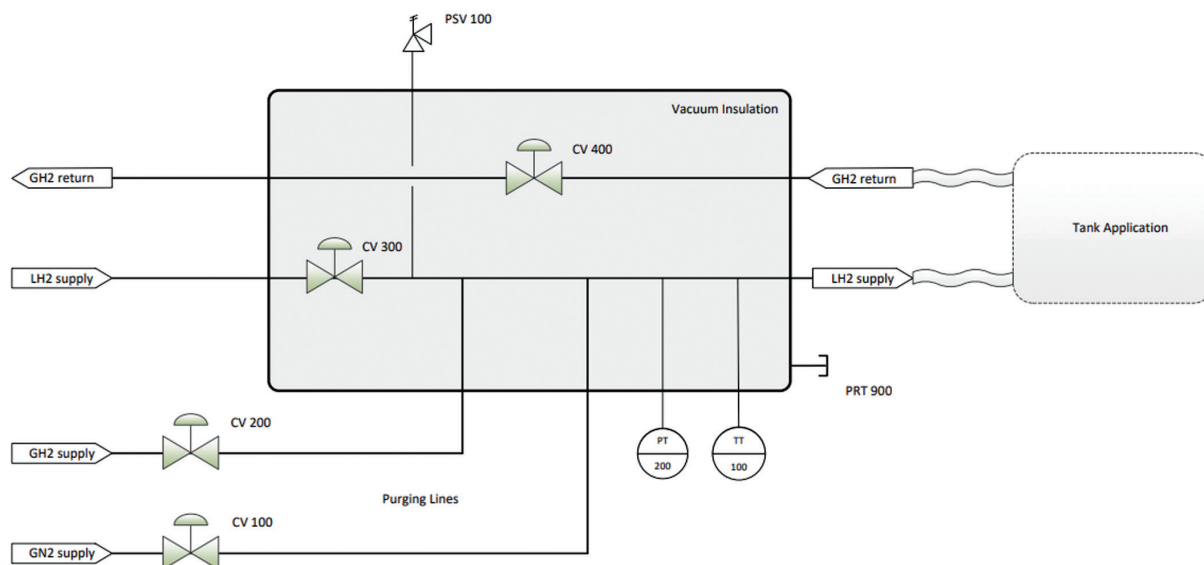 PSV 100
Vacuum Insulation
CV 400
GH2 return
GH2 return
Tank Application
CV 300
LH2 supply
LH2 supply
PRT 900
CV 200
GH2 supply
PT
200
TT
100
Purging Lines
CV 100
GN2 supply